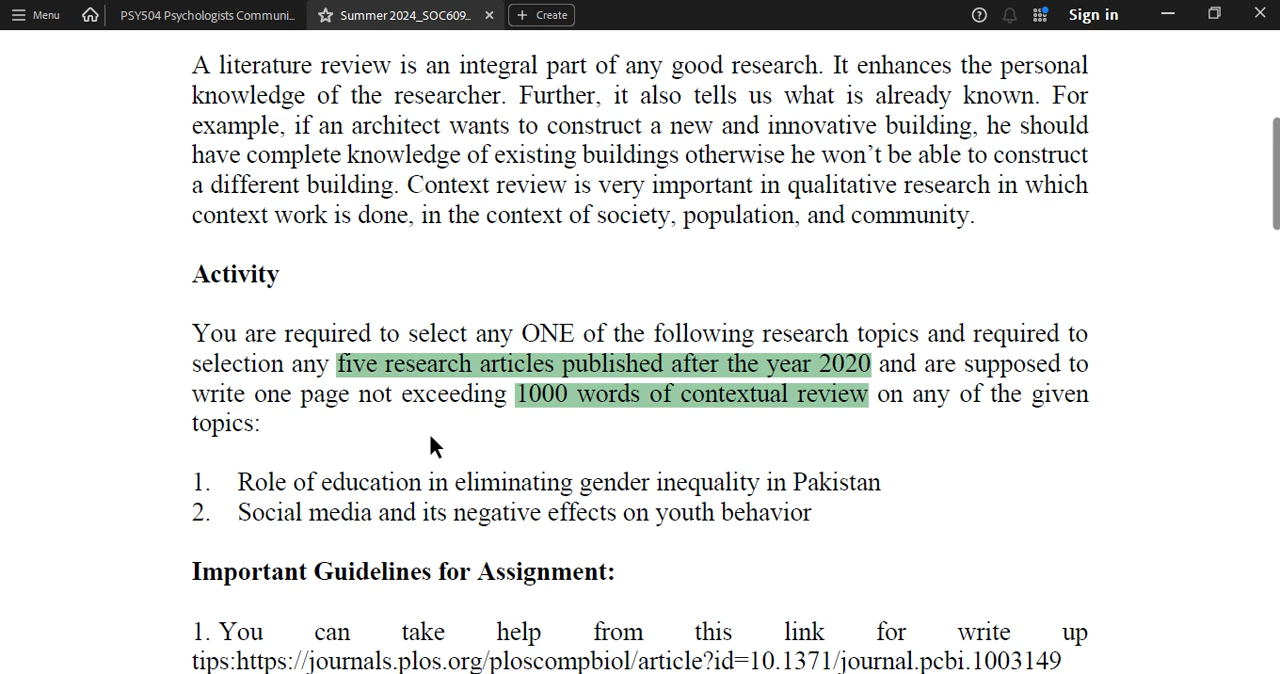 Menu
PSY504 Psychologists Communi...
Summer 2024_SOC609...
Create
Sign in
A literature review is an integral part of any good research. It enhances the personal
knowledge of the researcher. Further, it also tells us what is already known. For
example, if an architect wants to construct a new and innovative building, he should
have complete knowledge of existing buildings otherwise he won’t be able to construct
a different building. Context review is very important in qualitative research in which
context work is done, in the context of society, population, and community.
Activity
You are required to select any ONE of the following research topics and required to
selection any five research articles published after the year 2020 and are supposed to
write one page not exceeding 1000 words of contextual review on any of the given
topics:
1. Role of education in eliminating gender inequality in Pakistan
2. Social media and its negative effects on youth behavior
Important Guidelines for Assignment:
1. You can take help from this link for write up
tips:https://journals.plos.org/ploscompbiol/article?id=10.1371/journal.pcbi.1003149